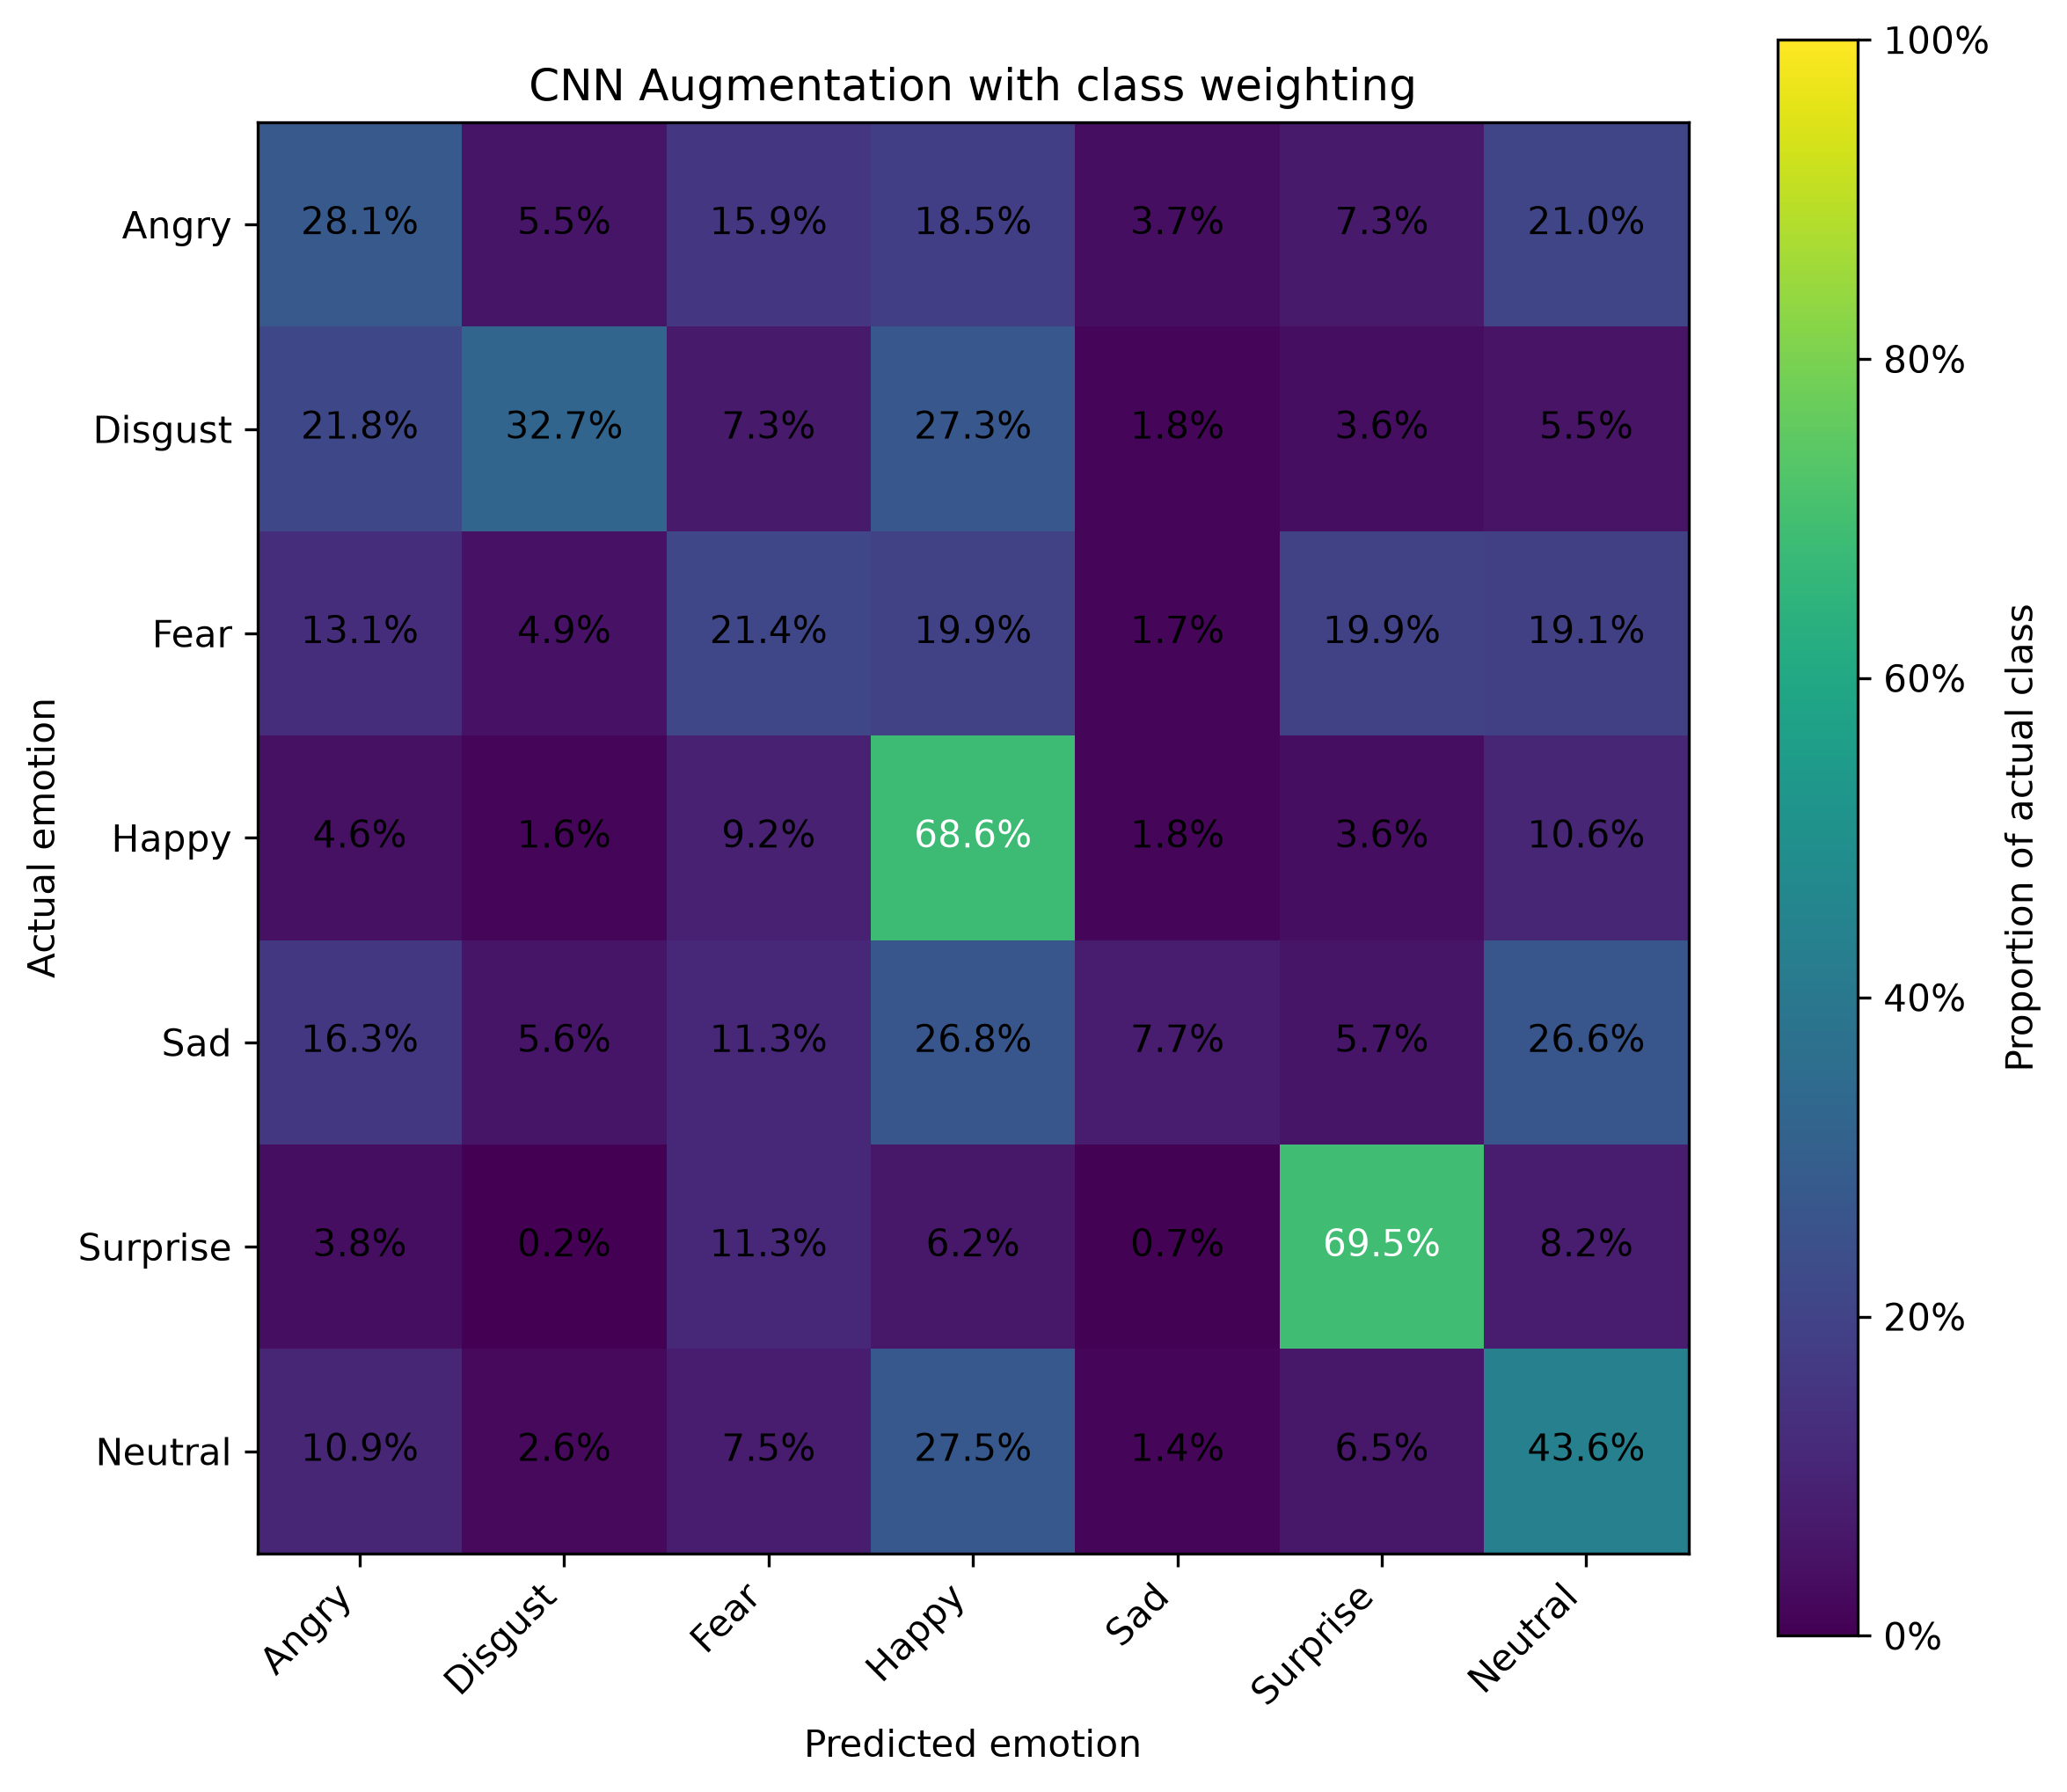 CNN Augmentation with class weighting
Actual emotion
Angry 28.1% 5.5% 15.9% 18.5% 3.7% 7.3% 21.0%
Disgust 21.8% 32.7% 7.3% 27.3% 1.8% 3.6% 5.5%
Fear 13.1% 4.9% 21.4% 19.9% 1.7% 19.9% 19.1%
Happy 4.6% 1.6% 9.2% 68.6% 1.8% 3.6% 10.6%
Sad 16.3% 5.6% 11.3% 26.8% 7.7% 5.7% 26.6%
Surprise 3.8% 0.2% 11.3% 6.2% 0.7% 69.5% 8.2%
Neutral 10.9% 2.6% 7.5% 27.5% 1.4% 6.5% 43.6%
Angry Disgust Fear Happy Sad Surprise Neutral
Predicted emotion
100%
80%
60%
40%
20%
0%
Proportion of actual class